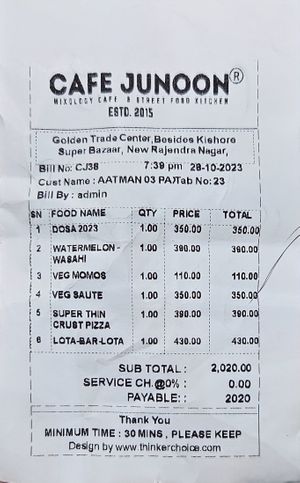 CAFE JUNOON®
MIXOLOGY CAFE & STREET FOOD KITCHEN
ESTD. 2015
Golden Trade Center,Besides Kishore
Super Bazaar, New Rajendra Nagar,
Bill No: CJ38 7:39 pm 28-10-2023
Cust Name : AATMAN 03 PAX Tab No: 23
Bill By : admin
SN FOOD NAME QTY PRICE TOTAL
1 DOSA 2023 1.00 350.00 350.00
2 WATERMELON - 1.00 390.00 390.00
WASAHI
3 VEG MOMOS 1.00 110.00 110.00
4 VEG SAUTE 1.00 350.00 350.00
5 SUPER THIN 1.00 390.00 390.00
CRUST PIZZA
6 LOTA-BAR-LOTA 1.00 430.00 430.00
SUB TOTAL : 2,020.00
SERVICE CH.@0% : 0.00
PAYABLE: : 2020
Thank You
MINIMUM TIME : 30 MINS , PLEASE KEEP
Design by www.thinkerchoice.com